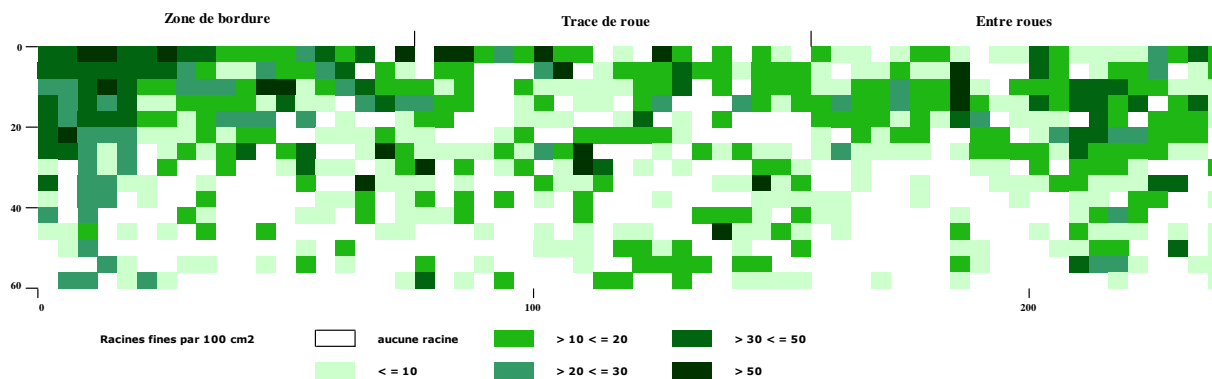 Zone de bordure Trace de roue Entre roues
0
20
40
60
0 100 200
Racines fines par 100 cm2 aucune racine > 10 < = 20 > 30 < = 50
< = 10 > 20 < = 30 > 50